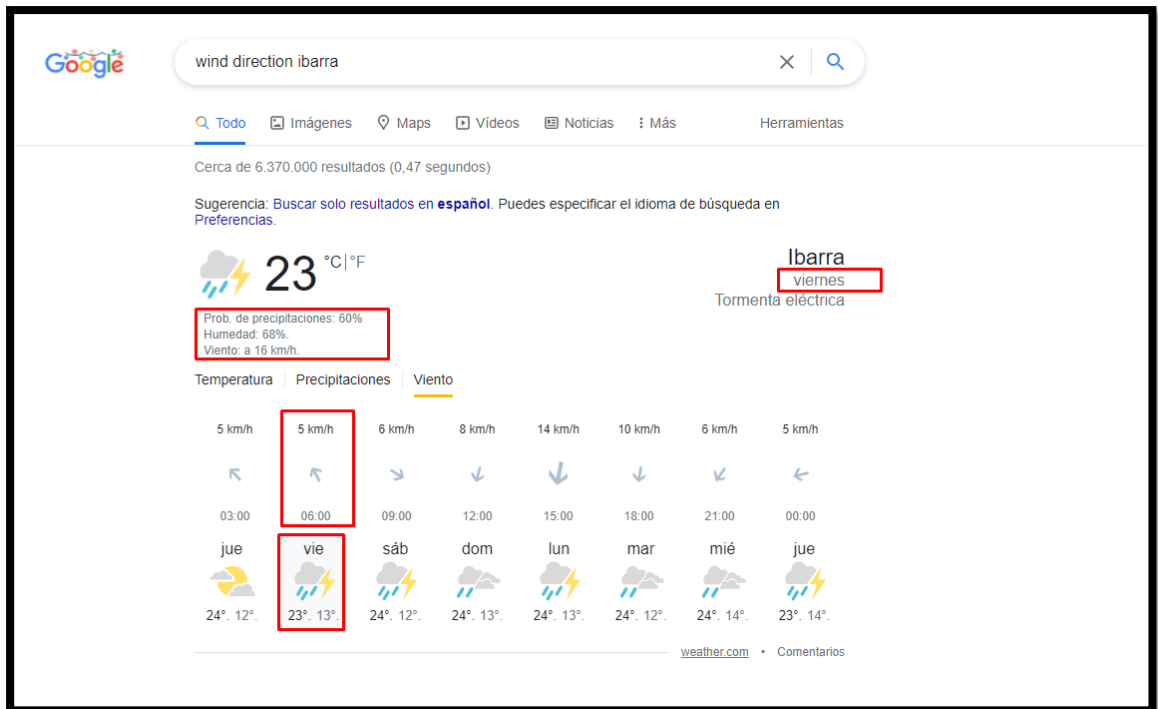 Google
wind direction ibarra
Todo Imágenes Maps Vídeos Noticias Más Herramientas
Cerca de 6.370.000 resultados (0,47 segundos)
Sugerencia: Buscar solo resultados en español. Puedes especificar el idioma de búsqueda en
Preferencias.
23 °C|°F
Ibarra
viernes
Tormenta eléctrica
Prob. de precipitaciones: 60%
Humedad: 68%.
Viento: a 16 km/h.
Temperatura Precipitaciones Viento
5 km/h 5 km/h 6 km/h 8 km/h 14 km/h 10 km/h 6 km/h 5 km/h
03:00 06:00 09:00 12:00 15:00 18:00 21:00 00:00
jue vie sáb dom lun mar mié jue
24°. 12°. 23°. 13°. 24°. 12°. 24°. 13°. 24°. 13°. 24°. 12°. 24°. 14°. 23°. 14°.
weather.com • Comentarios